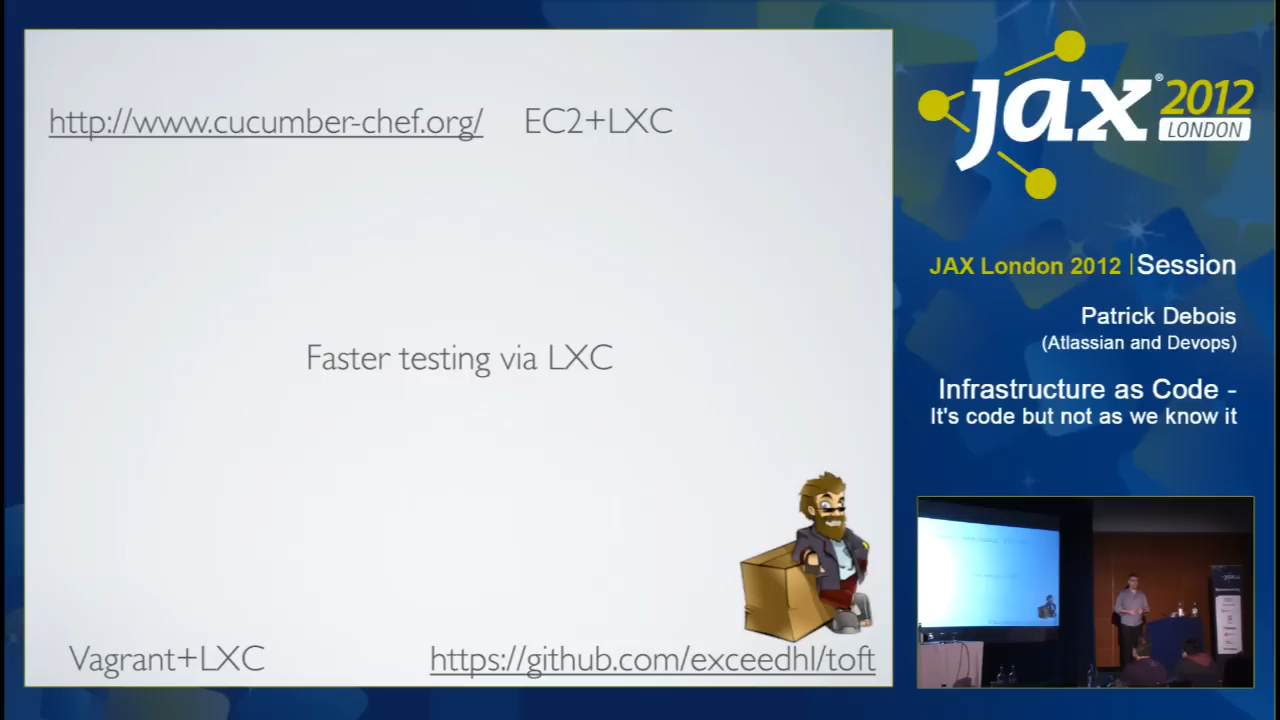 http://www.cucumber-chef.org/ EC2+LXC
Faster testing via LXC
Vagrant+LXC https://github.com/exceedhl/toft
jax® 2012
LONDON
JAX London 2012 | Session
Patrick Debois
(Atlassian and Devops)
Infrastructure as Code -
It's code but not as we know it